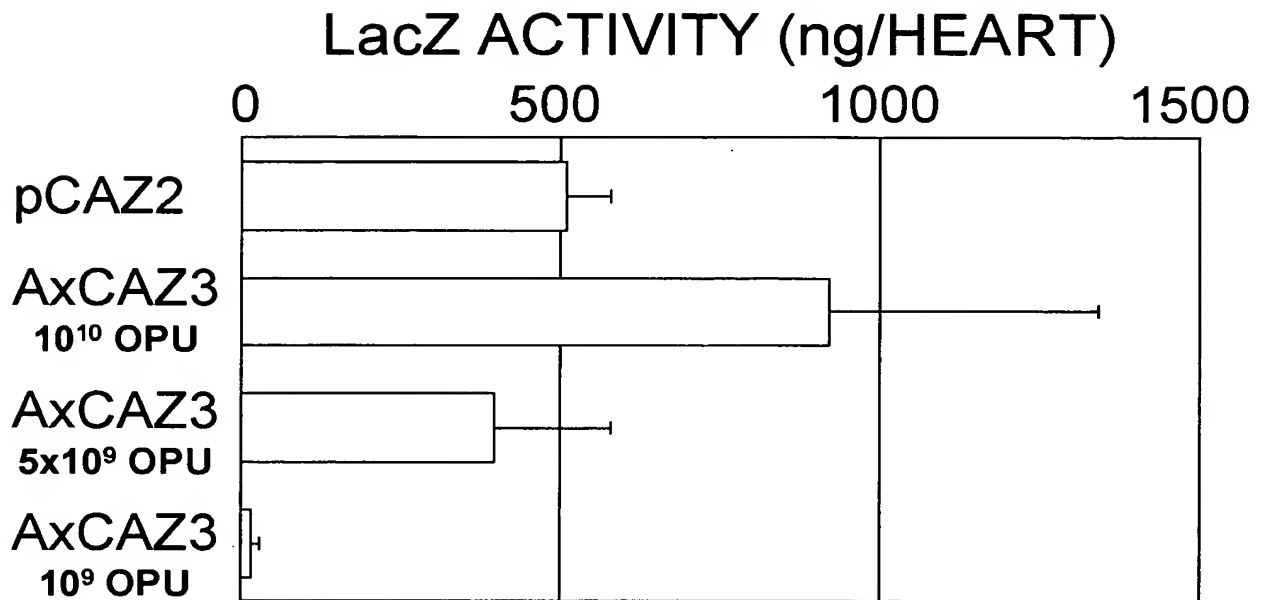 LacZ ACTIVITY (ng/HEART)
0 500 1000 1500
pCAZ2
AxCAZ3
10¹⁰ OPU
AxCAZ3
5x10⁹ OPU
AxCAZ3
10⁹ OPU